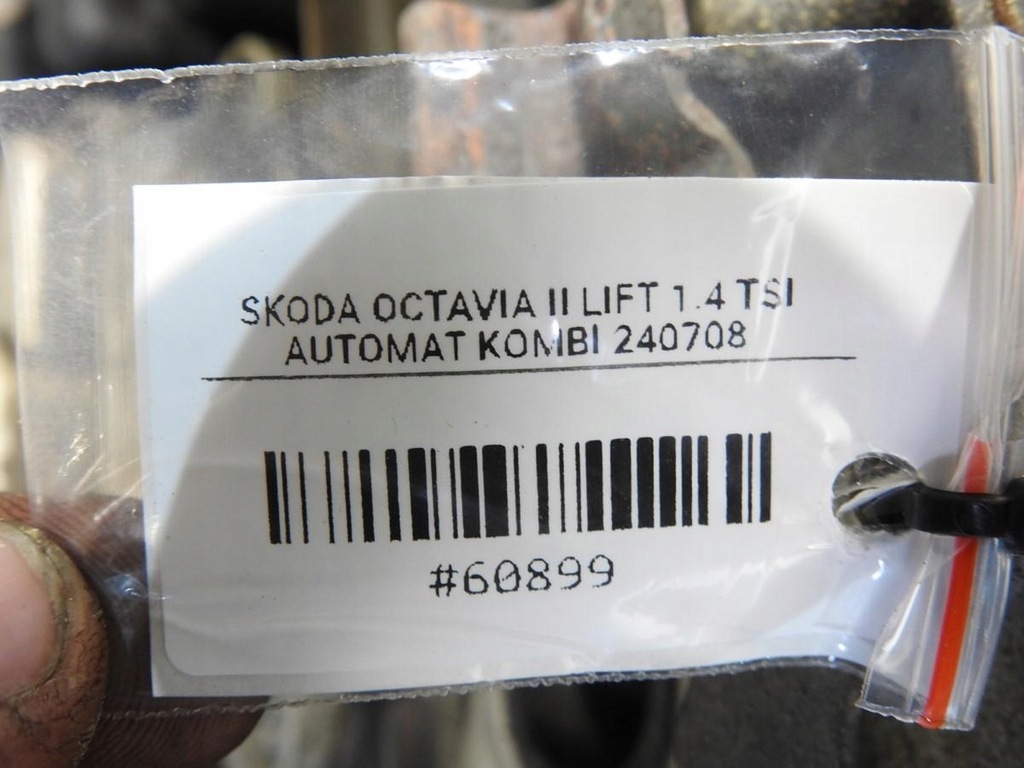 SKODA OCTAVIA II LIFT 1.4 TSI
AUTOMAT KOMBI 240708
#60899